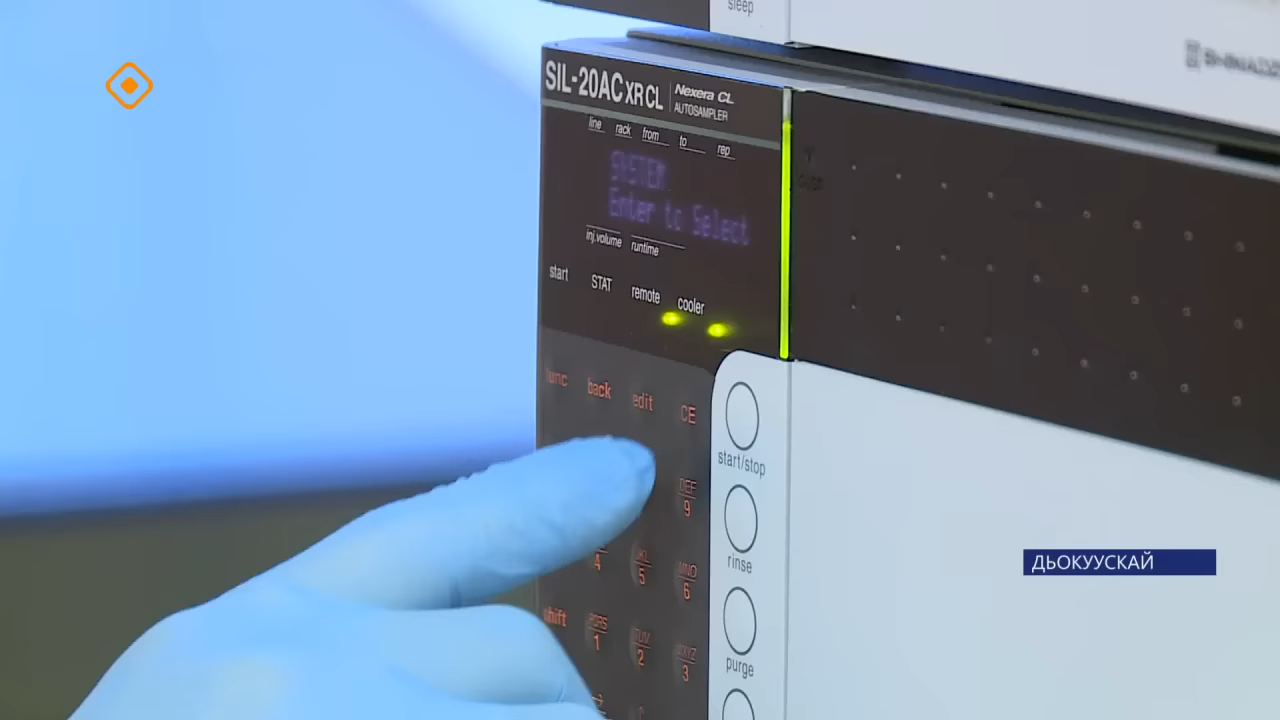 sleep
SHIMADZU
SIL-20AC XR CL
Nexera CL
AUTOSAMPLER
line rack from to rep
SYSTEM
Enter to Select
inj.volume runtime
start STAT remote cooler
func back edit CE
DEF
9
4
JKL
5
MNO
6
shift
PQRS
1
TUV
2
WXYZ
3
start/stop
rinse
purge
ДЬОКУУСКАЙ